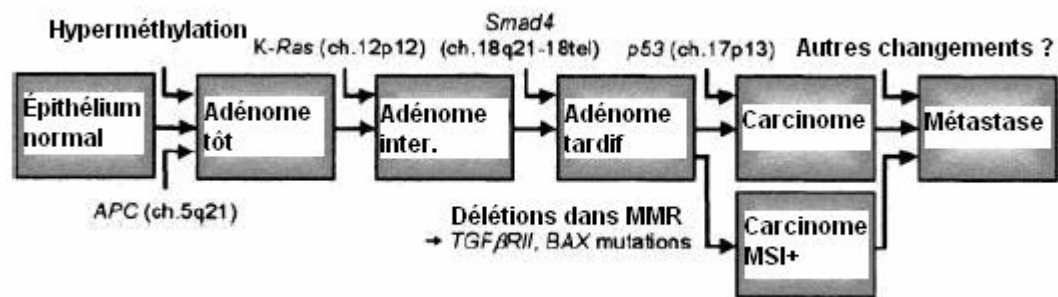 Hyperméthylation
K-Ras (ch.12p12)
Smad4
(ch.18q21-18tel)
p53 (ch.17p13)
Autres changements ?
Épithélium
normal
Adénome
tôt
Adénome
inter.
Adénome
tardif
Carcinome
Métastase
APC (ch.5q21)
Délétions dans MMR
→ TGFβRII, BAX mutations
Carcinome
MSI+